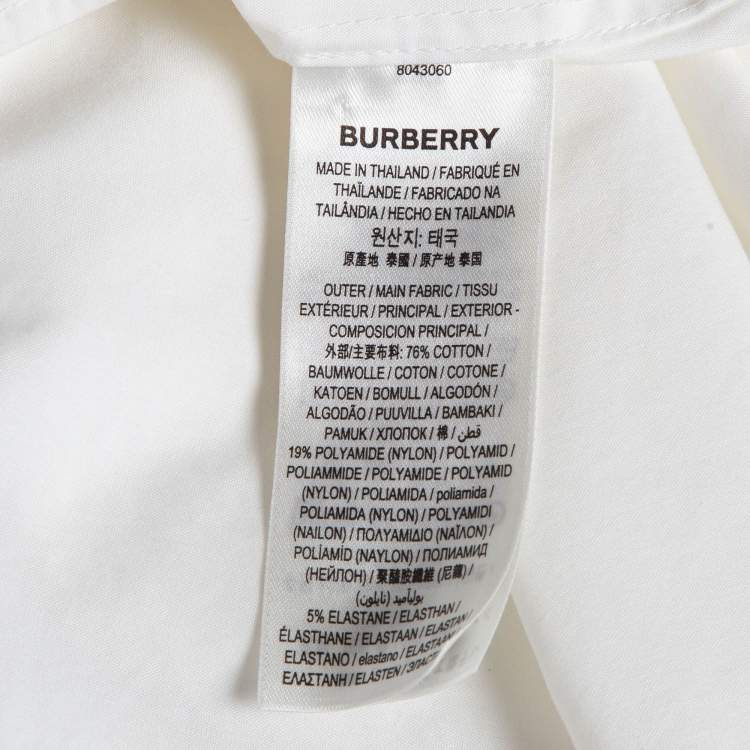 8043060
BURBERRY
MADE IN THAILAND / FABRIQUÉ EN
THAÏLANDE / FABRICADO NA
TAILÂNDIA / HECHO EN TAILANDIA
원산지: 태국
原產地 泰國 / 原产地 泰国
OUTER / MAIN FABRIC / TISSU
EXTÉRIEUR / PRINCIPAL / EXTERIOR -
COMPOSICION PRINCIPAL /
外部/主要布料: 76% COTTON /
BAUMWOLLE / COTON / COTONE /
KATOEN / BOMULL / ALGODÓN /
ALGODÃO / PUUVILLA / BAMBAKI /
PAMUK / ХЛОПОК / 棉 / قطن /
19% POLYAMIDE (NYLON) / POLYAMID /
POLIAMMIDE / POLYAMIDE / POLYAMID
(NYLON) / POLIAMIDA / poliamida /
POLIAMIDA (NYLON) / POLYAMIDI
(NAILON) / ΠΟΛΥΑΜΙΔΙΟ (ΝΑΪΛΟΝ) /
POLİAMİD (NAYLON) / ПОЛИАМИД
(НЕЙЛОН) / 聚醯胺纖維 (尼龍) /
بولياميد (نايلون) /
5% ELASTANE / ELASTHAN /
ÉLASTHANE / ELASTAAN / ELASTAN /
ELASTANO / elastano / ELASTAANI /
ΕΛΑΣΤΑΝΗ / ELASTEN /